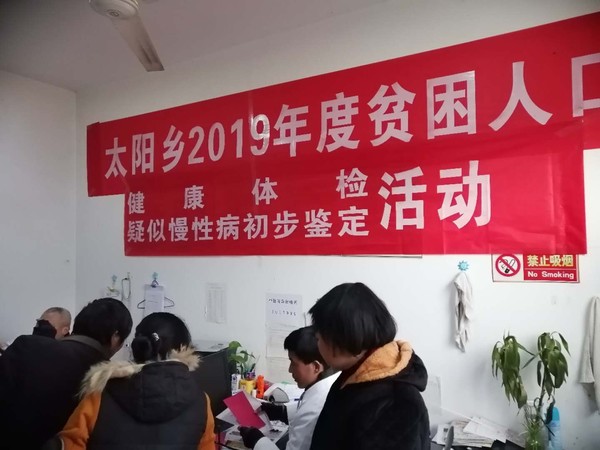 太阳乡2019年度贫困人口
健康体检
疑似慢性病初步鉴定
活动
禁止吸烟
No Smoking